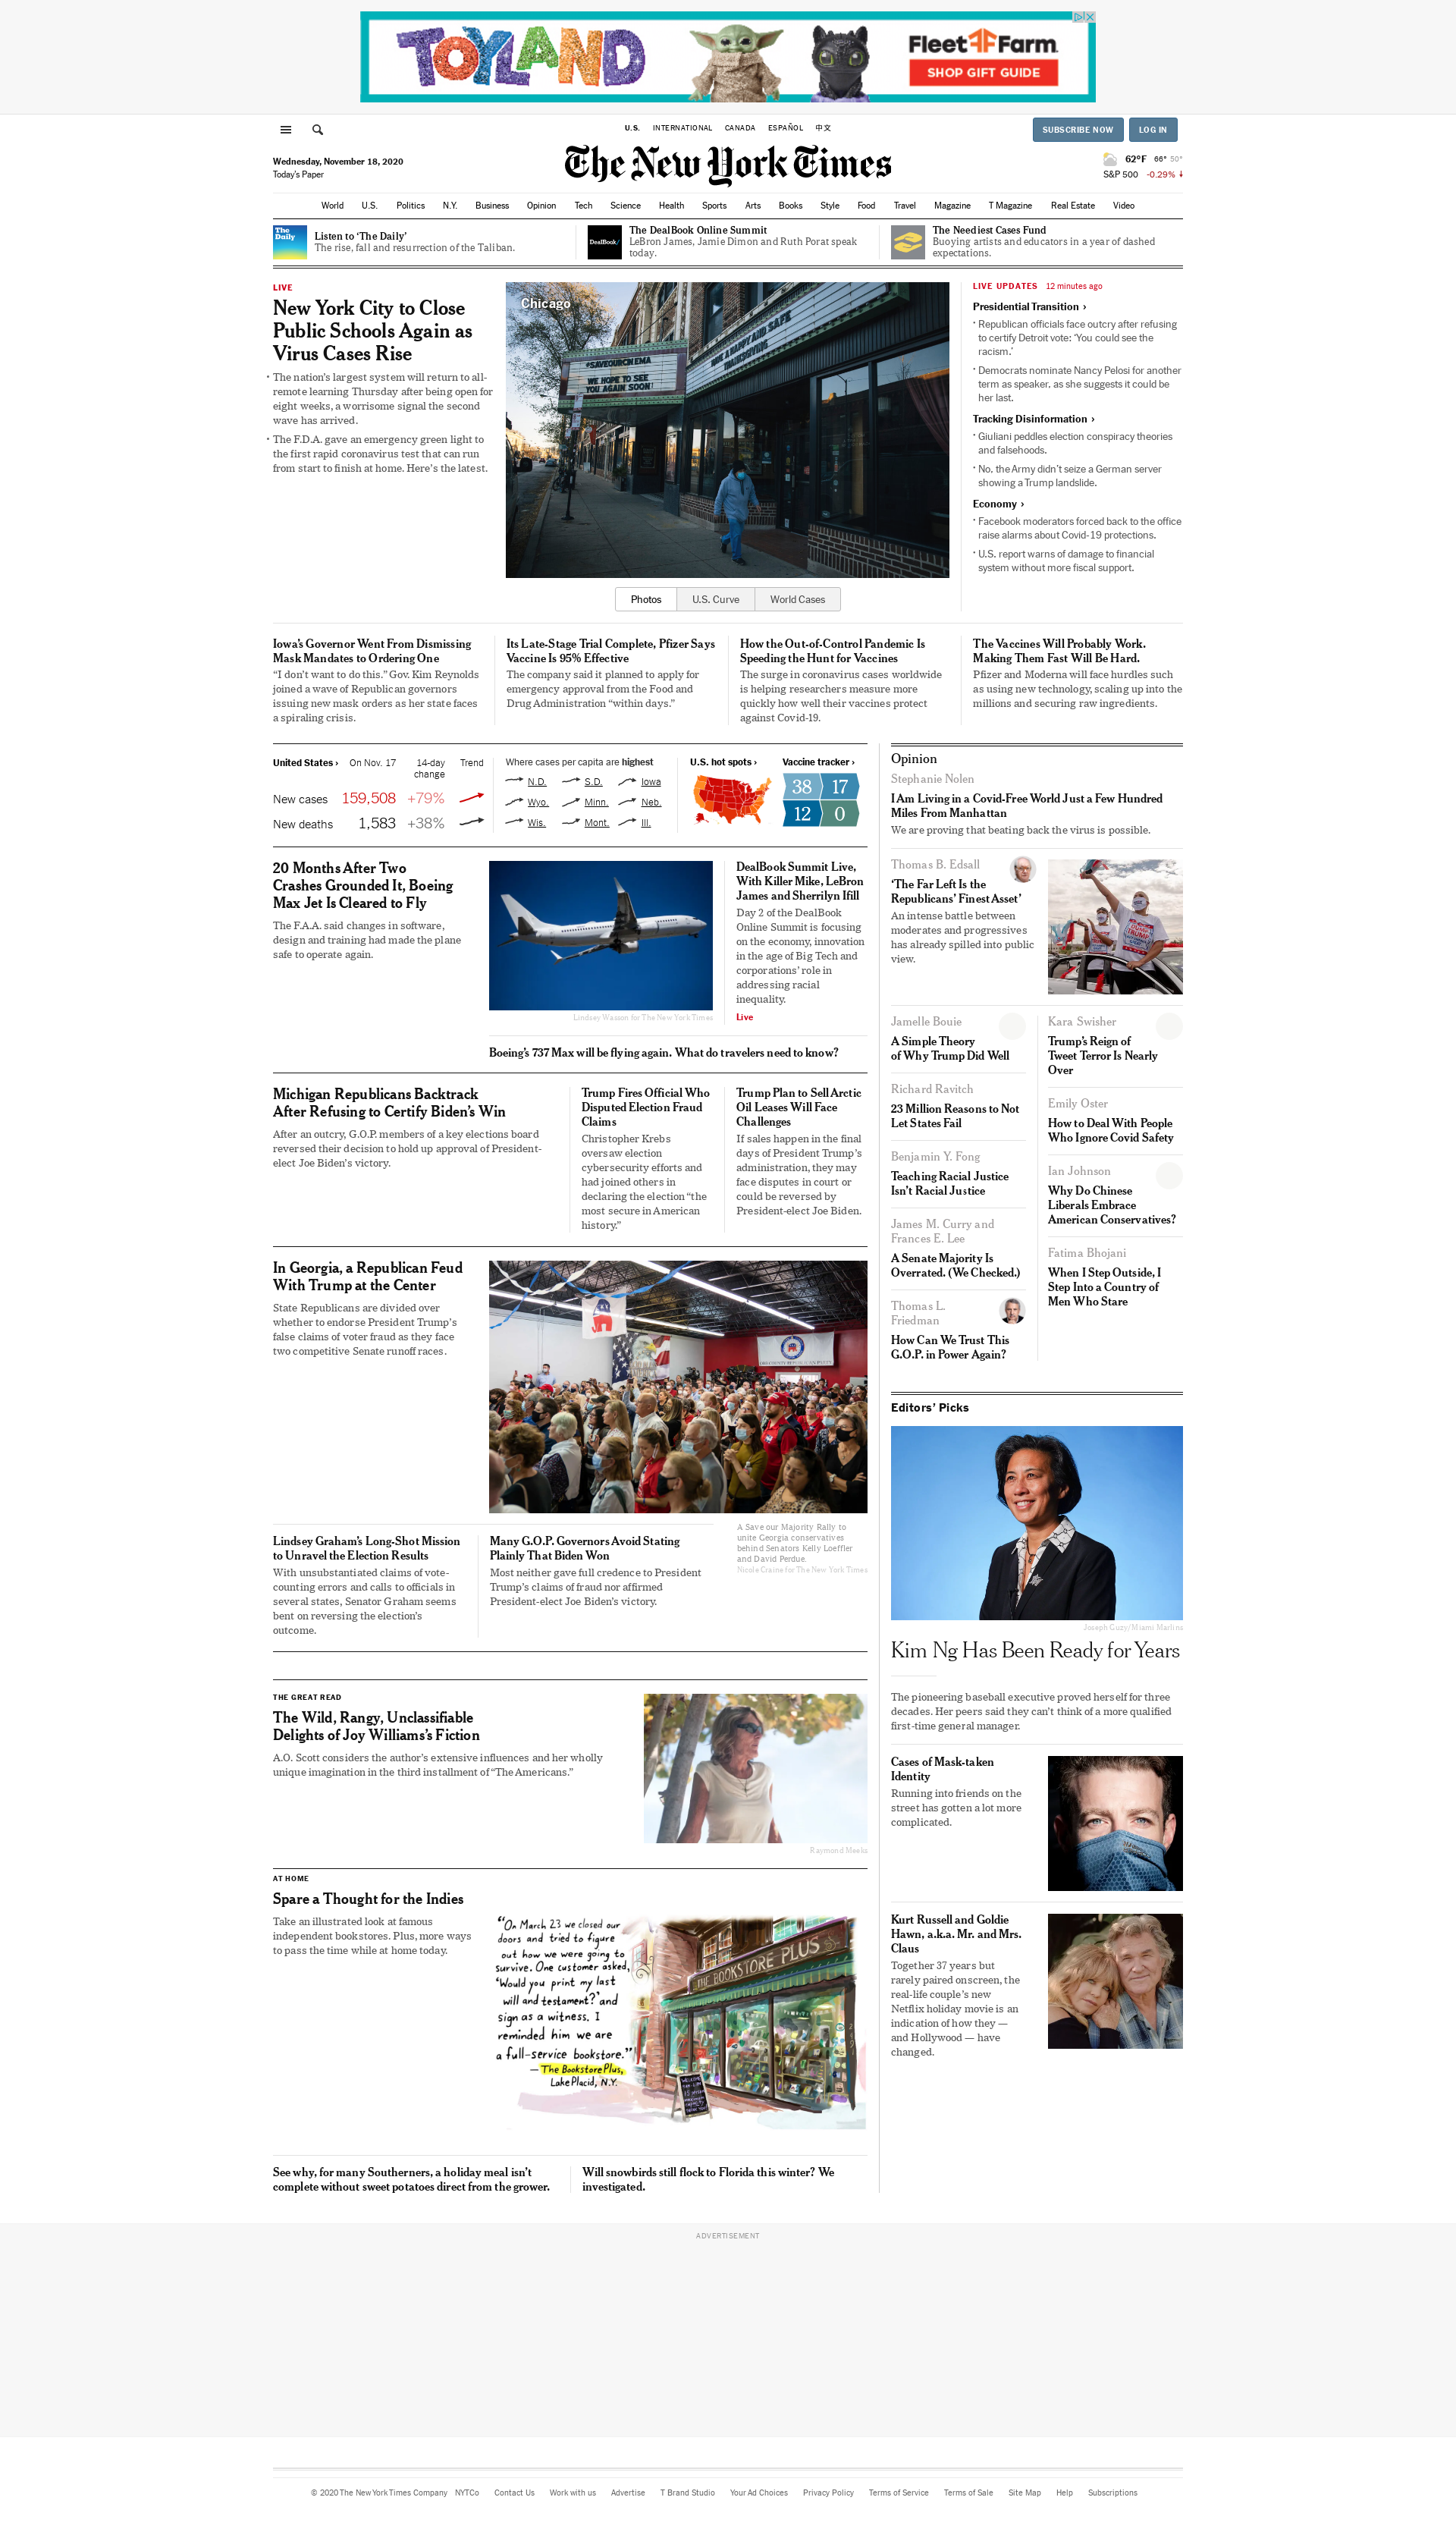 TOYLAND
Fleet Farm
SHOP GIFT GUIDE
U.S. INTERNATIONAL CANADA ESPAÑOL 中文
SUBSCRIBE NOW LOG IN
Wednesday, November 18, 2020
Today's Paper
The New York Times
62°F 66° 50°
S&P 500 -0.29%
World U.S. Politics N.Y. Business Opinion Tech Science Health Sports Arts Books Style Food Travel Magazine T Magazine Real Estate Video
The
Daily
Listen to ‘The Daily’
The rise, fall and resurrection of the Taliban.
DealBook/
The DealBook Online Summit
LeBron James, Jamie Dimon and Ruth Porat speak
today.
The Neediest Cases Fund
Buoying artists and educators in a year of dashed
expectations.
LIVE
New York City to Close
Public Schools Again as
Virus Cases Rise
• The nation’s largest system will return to all-
remote learning Thursday after being open for
eight weeks, a worrisome signal the second
wave has arrived.
• The F.D.A. gave an emergency green light to
the first rapid coronavirus test that can run
from start to finish at home. Here’s the latest.
Chicago
#SAVEOURCINEMA
WE HOPE TO SEE
YOU AGAIN SOON!
HAVE A HAPPY AND SAFE
THANKSGIVING
Photos U.S. Curve World Cases
LIVE UPDATES 12 minutes ago
Presidential Transition ›
• Republican officials face outcry after refusing
to certify Detroit vote: ‘You could see the
racism.’
• Democrats nominate Nancy Pelosi for another
term as speaker, as she suggests it could be
her last.
Tracking Disinformation ›
• Giuliani peddles election conspiracy theories
and falsehoods.
• No, the Army didn’t seize a German server
showing a Trump landslide.
Economy ›
• Facebook moderators forced back to the office
raise alarms about Covid-19 protections.
• U.S. report warns of damage to financial
system without more fiscal support.
Iowa’s Governor Went From Dismissing
Mask Mandates to Ordering One
“I don’t want to do this.” Gov. Kim Reynolds
joined a wave of Republican governors
issuing new mask orders as her state faces
a spiraling crisis.
Its Late-Stage Trial Complete, Pfizer Says
Vaccine Is 95% Effective
The company said it planned to apply for
emergency approval from the Food and
Drug Administration “within days.”
How the Out-of-Control Pandemic Is
Speeding the Hunt for Vaccines
The surge in coronavirus cases worldwide
is helping researchers measure more
quickly how well their vaccines protect
against Covid-19.
The Vaccines Will Probably Work.
Making Them Fast Will Be Hard.
Pfizer and Moderna will face hurdles such
as using new technology, scaling up into the
millions and securing raw ingredients.
United States › On Nov. 17 14-day Trend
change
New cases 159,508 +79%
New deaths 1,583 +38%
Where cases per capita are highest
N.D. S.D. Iowa
Wyo. Minn. Neb.
Wis. Mont. Ill.
U.S. hot spots ›
Vaccine tracker ›
38 17
12 0
20 Months After Two
Crashes Grounded It, Boeing
Max Jet Is Cleared to Fly
The F.A.A. said changes in software,
design and training had made the plane
safe to operate again.
Lindsey Wasson for The New York Times
DealBook Summit Live,
With Killer Mike, LeBron
James and Sherrilyn Ifill
Day 2 of the DealBook
Online Summit is focusing
on the economy, innovation
in the age of Big Tech and
corporations’ role in
addressing racial
inequality.
Live
Boeing’s 737 Max will be flying again. What do travelers need to know?
Michigan Republicans Backtrack
After Refusing to Certify Biden’s Win
After an outcry, G.O.P. members of a key elections board
reversed their decision to hold up approval of President-
elect Joe Biden’s victory.
Trump Fires Official Who
Disputed Election Fraud
Claims
Christopher Krebs
oversaw election
cybersecurity efforts and
had joined others in
declaring the election “the
most secure in American
history.”
Trump Plan to Sell Arctic
Oil Leases Will Face
Challenges
If sales happen in the final
days of President Trump’s
administration, they may
face disputes in court or
could be reversed by
President-elect Joe Biden.
In Georgia, a Republican Feud
With Trump at the Center
State Republicans are divided over
whether to endorse President Trump’s
false claims of voter fraud as they face
two competitive Senate runoff races.
A Save our Majority Rally to
unite Georgia conservatives
behind Senators Kelly Loeffler
and David Perdue.
Nicole Craine for The New York Times
Lindsey Graham’s Long-Shot Mission
to Unravel the Election Results
With unsubstantiated claims of vote-
counting errors and calls to officials in
several states, Senator Graham seems
bent on reversing the election’s
outcome.
Many G.O.P. Governors Avoid Stating
Plainly That Biden Won
Most neither gave full credence to President
Trump’s claims of fraud nor affirmed
President-elect Joe Biden’s victory.
THE GREAT READ
The Wild, Rangy, Unclassifiable
Delights of Joy Williams’s Fiction
A.O. Scott considers the author’s extensive influences and her wholly
unique imagination in the third installment of “The Americans.”
Raymond Meeks
AT HOME
Spare a Thought for the Indies
Take an illustrated look at famous
independent bookstores. Plus, more ways
to pass the time while at home today.
“On March 23 we closed our
doors and tried to figure
out how we were going to
survive. One customer asked,
‘Would you print my last
will and testament?’ and
sign as a witness. I
reminded him we are
a full-service bookstore.”
— The Bookstore Plus,
Lake Placid, N.Y.
THE BOOKSTORE PLUS
See why, for many Southerners, a holiday meal isn’t
complete without sweet potatoes direct from the grower.
Will snowbirds still flock to Florida this winter? We
investigated.
Opinion
Stephanie Nolen
I Am Living in a Covid-Free World Just a Few Hundred
Miles From Manhattan
We are proving that beating back the virus is possible.
Thomas B. Edsall
‘The Far Left Is the
Republicans’ Finest Asset’
An intense battle between
moderates and progressives
has already spilled into public
view.
Jamelle Bouie
A Simple Theory
of Why Trump Did Well
Richard Ravitch
23 Million Reasons to Not
Let States Fail
Benjamin Y. Fong
Teaching Racial Justice
Isn’t Racial Justice
James M. Curry and
Frances E. Lee
A Senate Majority Is
Overrated. (We Checked.)
Thomas L.
Friedman
How Can We Trust This
G.O.P. in Power Again?
Kara Swisher
Trump’s Reign of
Tweet Terror Is Nearly
Over
Emily Oster
How to Deal With People
Who Ignore Covid Safety
Ian Johnson
Why Do Chinese
Liberals Embrace
American Conservatives?
Fatima Bhojani
When I Step Outside, I
Step Into a Country of
Men Who Stare
Editors’ Picks
Joseph Guzy/Miami Marlins
Kim Ng Has Been Ready for Years
The pioneering baseball executive proved herself for three
decades. Her peers said they can’t think of a more qualified
first-time general manager.
Cases of Mask-taken
Identity
Running into friends on the
street has gotten a lot more
complicated.
Kurt Russell and Goldie
Hawn, a.k.a. Mr. and Mrs.
Claus
Together 37 years but
rarely paired onscreen, the
real-life couple’s new
Netflix holiday movie is an
indication of how they —
and Hollywood — have
changed.
ADVERTISEMENT
© 2020 The New York Times Company NYTCo Contact Us Work with us Advertise T Brand Studio Your Ad Choices Privacy Policy Terms of Service Terms of Sale Site Map Help Subscriptions